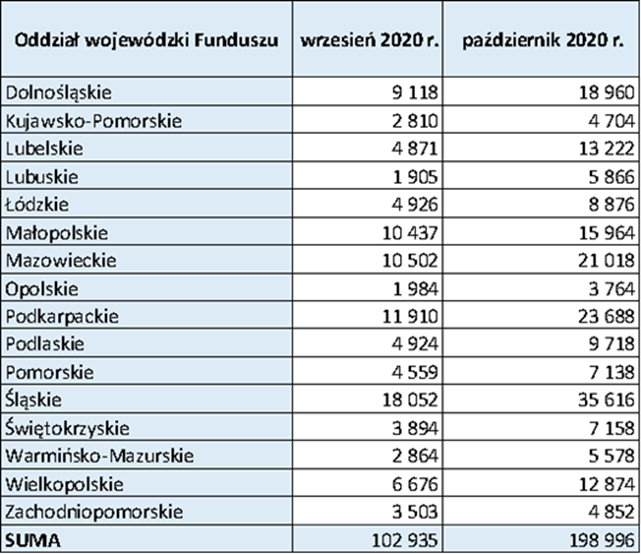 Oddział wojewódzki Funduszu wrzesień 2020 r. październik 2020 r.
Dolnośląskie 9 118 18 960
Kujawsko-Pomorskie 2 810 4 704
Lubelskie 4 871 13 222
Lubuskie 1 905 5 866
Łódzkie 4 926 8 876
Małopolskie 10 437 15 964
Mazowieckie 10 502 21 018
Opolskie 1 984 3 764
Podkarpackie 11 910 23 688
Podlaskie 4 924 9 718
Pomorskie 4 559 7 138
Śląskie 18 052 35 616
Świętokrzyskie 3 894 7 158
Warmińsko-Mazurskie 2 864 5 578
Wielkopolskie 6 676 12 874
Zachodniopomorskie 3 503 4 852
SUMA 102 935 198 996